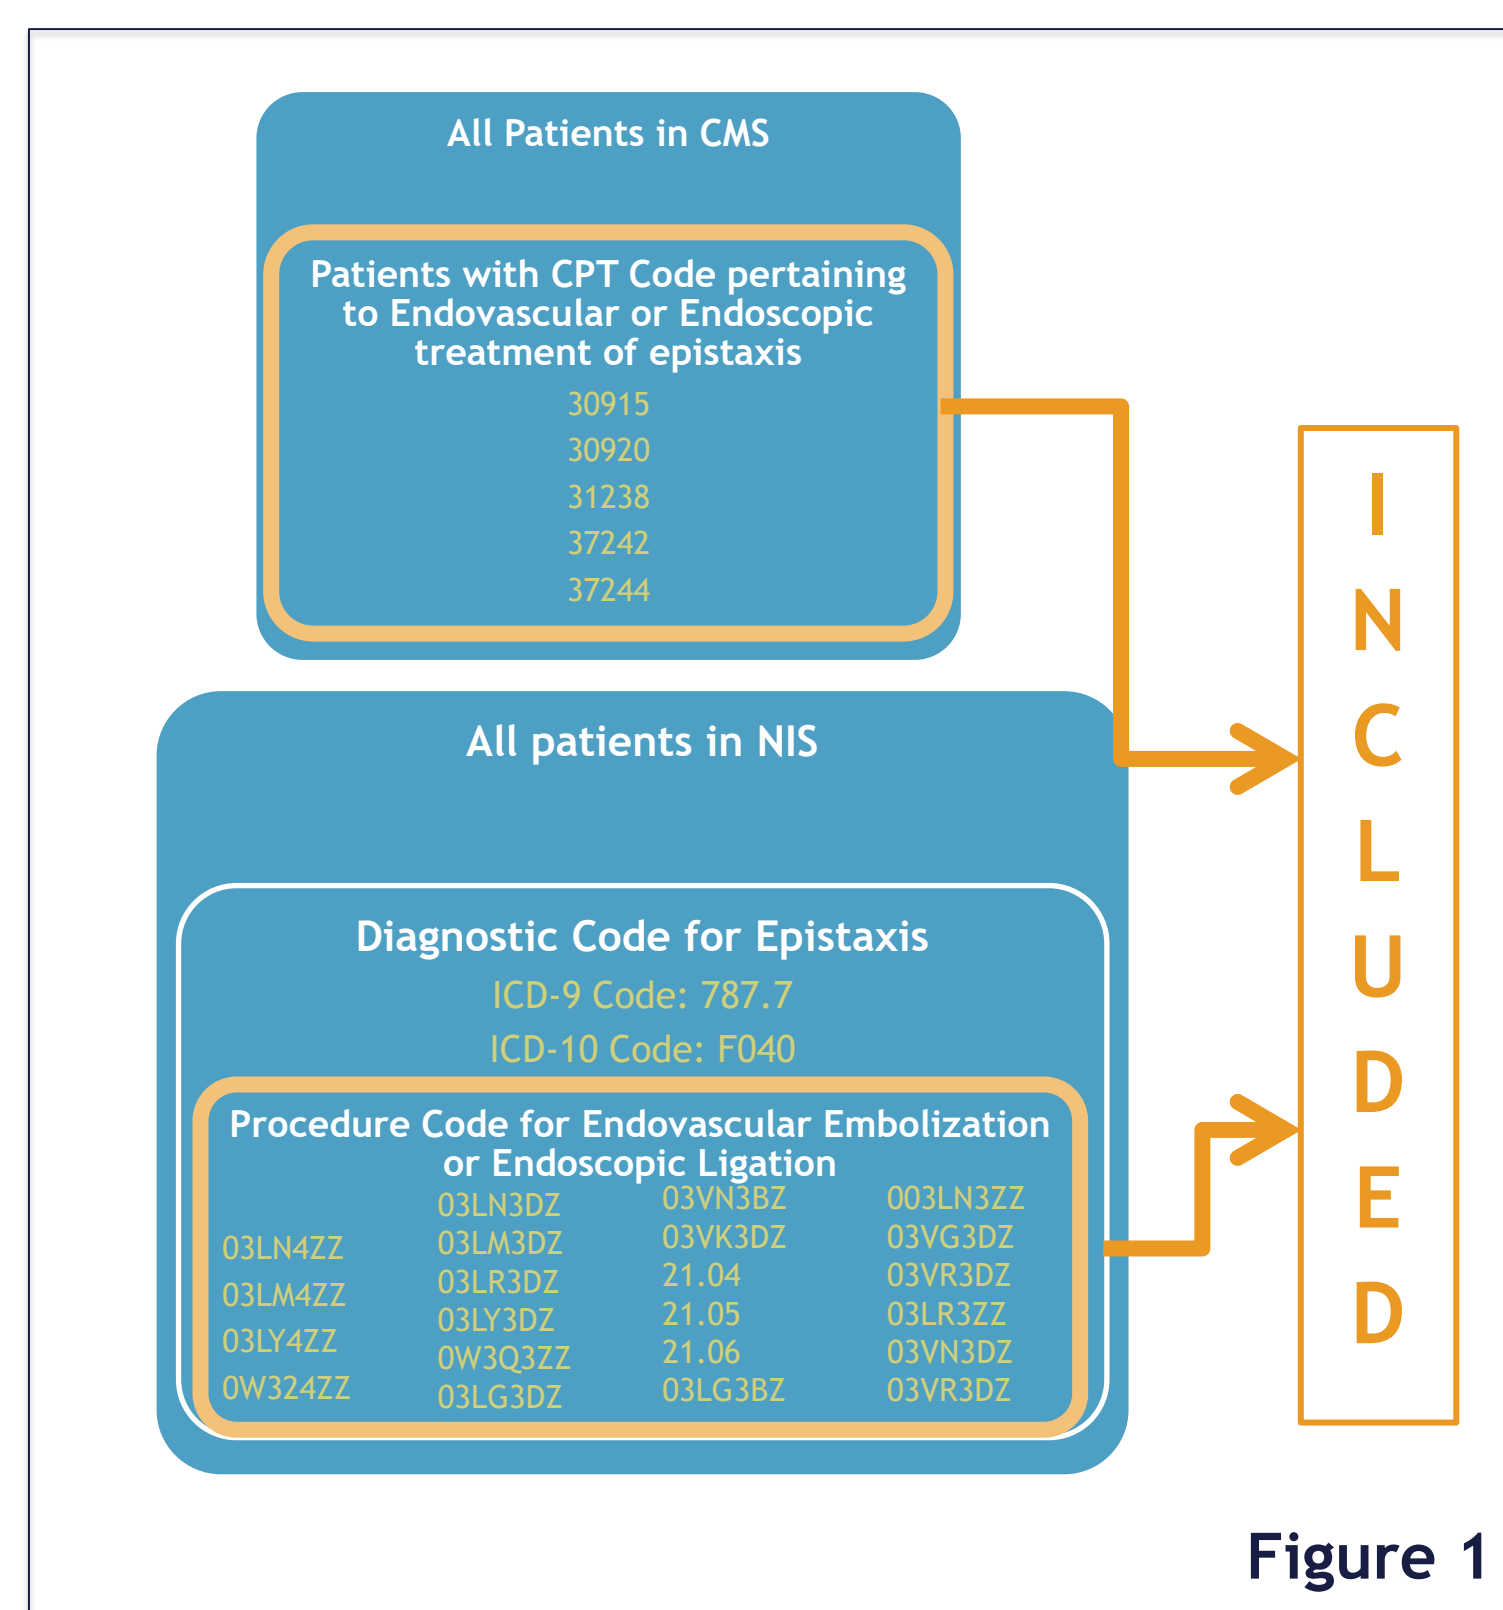 All Patients in CMS
Patients with CPT Code pertaining
to Endovascular or Endoscopic
treatment of epistaxis
30915
30920
31238
37242
37244
All patients in NIS
Diagnostic Code for Epistaxis
ICD-9 Code: 787.7
ICD-10 Code: F040
Procedure Code for Endovascular Embolization
or Endoscopic Ligation
03LN4ZZ
03LM4ZZ
03LY4ZZ
0W324ZZ
03LN3DZ
03LM3DZ
03LR3DZ
03LY3DZ
0W3Q3ZZ
03LG3DZ
03VN3BZ
03VK3DZ
21.04
21.05
21.06
03LG3BZ
003LN3ZZ
03VG3DZ
03VR3DZ
03LR3ZZ
03VN3DZ
03VR3DZ
I
N
C
L
U
D
E
D
Figure 1